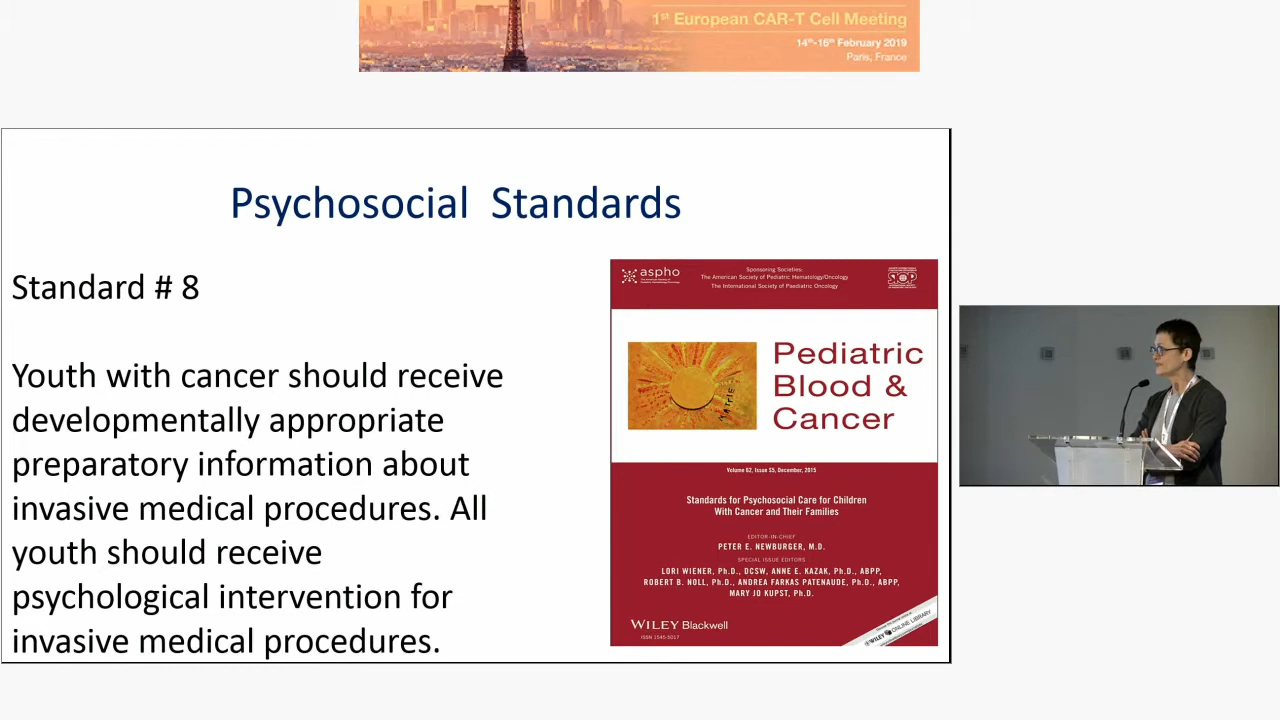 1st European CAR-T Cell Meeting
14th-16th February 2019
Paris, France
Psychosocial Standards
Standard # 8
Youth with cancer should receive
developmentally appropriate
preparatory information about
invasive medical procedures. All
youth should receive
psychological intervention for
invasive medical procedures.
aspho
Sponsoring Societies:
The American Society of Pediatric Hematology/Oncology
The International Society of Paediatric Oncology
Pediatric
Blood &
Cancer
Volume 62, Issue S5, December, 2015
Standards for Psychosocial Care for Children
With Cancer and Their Families
EDITOR-IN-CHIEF
PETER E. NEWBURGER, M.D.
SPECIAL ISSUE EDITORS
LORI WIENER, Ph.D., DCSW, ANNE E. KAZAK, Ph.D., ABPP,
ROBERT B. NOLL, Ph.D., ANDREA FARKAS PATENAUDE, Ph.D., ABPP,
MARY JO KUPST, Ph.D.
WILEY Blackwell
ISSN 1545-5017
WILEY ONLINE LIBRARY